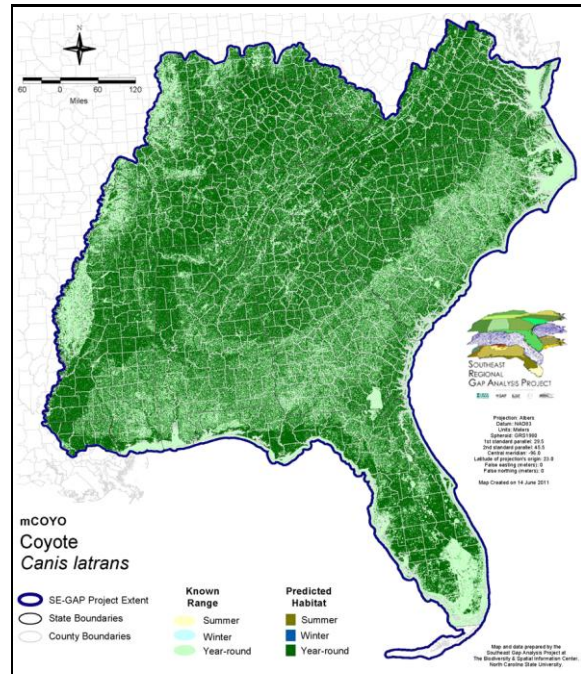 N
60 0 60 120
Miles
SOUTHEAST
REGIONAL
GAP ANALYSIS PROJECT
Projection: Albers
Datum: NAD83
Units: Meters
Spheroid: GRS1980
1st standard parallel: 29.5
2nd standard parallel: 45.5
Central meridian: -96.0
Latitude of projection's origin: 23.0
False easting (meters): 0
False northing (meters): 0
Map Created on 14 June 2011
mCOYO
Coyote
Canis latrans
SE-GAP Project Extent
State Boundaries
County Boundaries
Known
Range
Summer
Winter
Year-round
Predicted
Habitat
Summer
Winter
Year-round
Map and data prepared by the
Southeast Gap Analysis Project at
The Biodiversity & Spatial Information Center,
North Carolina State University.